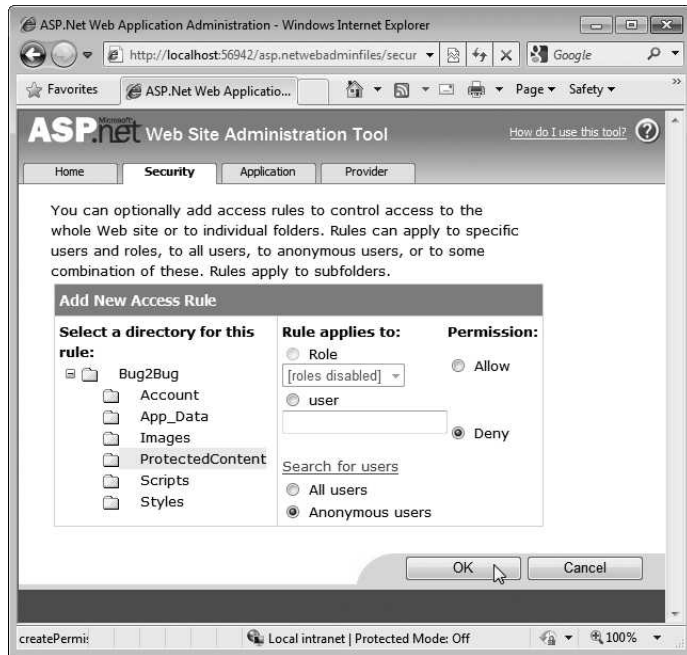 ASP.Net Web Application Administration - Windows Internet Explorer
http://localhost:56942/asp.netwebadminfiles/secur
Google
Favorites
ASP.Net Web Applicatio...
Page
Safety
»
Microsoft
ASP.net Web Site Administration Tool
How do I use this tool? ?
Home
Security
Application
Provider
You can optionally add access rules to control access to the
whole Web site or to individual folders. Rules can apply to specific
users and roles, to all users, to anonymous users, or to some
combination of these. Rules apply to subfolders.
Add New Access Rule
Select a directory for this
rule:
Bug2Bug
Account
App_Data
Images
ProtectedContent
Scripts
Styles
Rule applies to:
Role
[roles disabled]
user
Search for users
All users
Anonymous users
Permission:
Allow
Deny
OK
Cancel
createPermi
Local intranet | Protected Mode: Off
100%